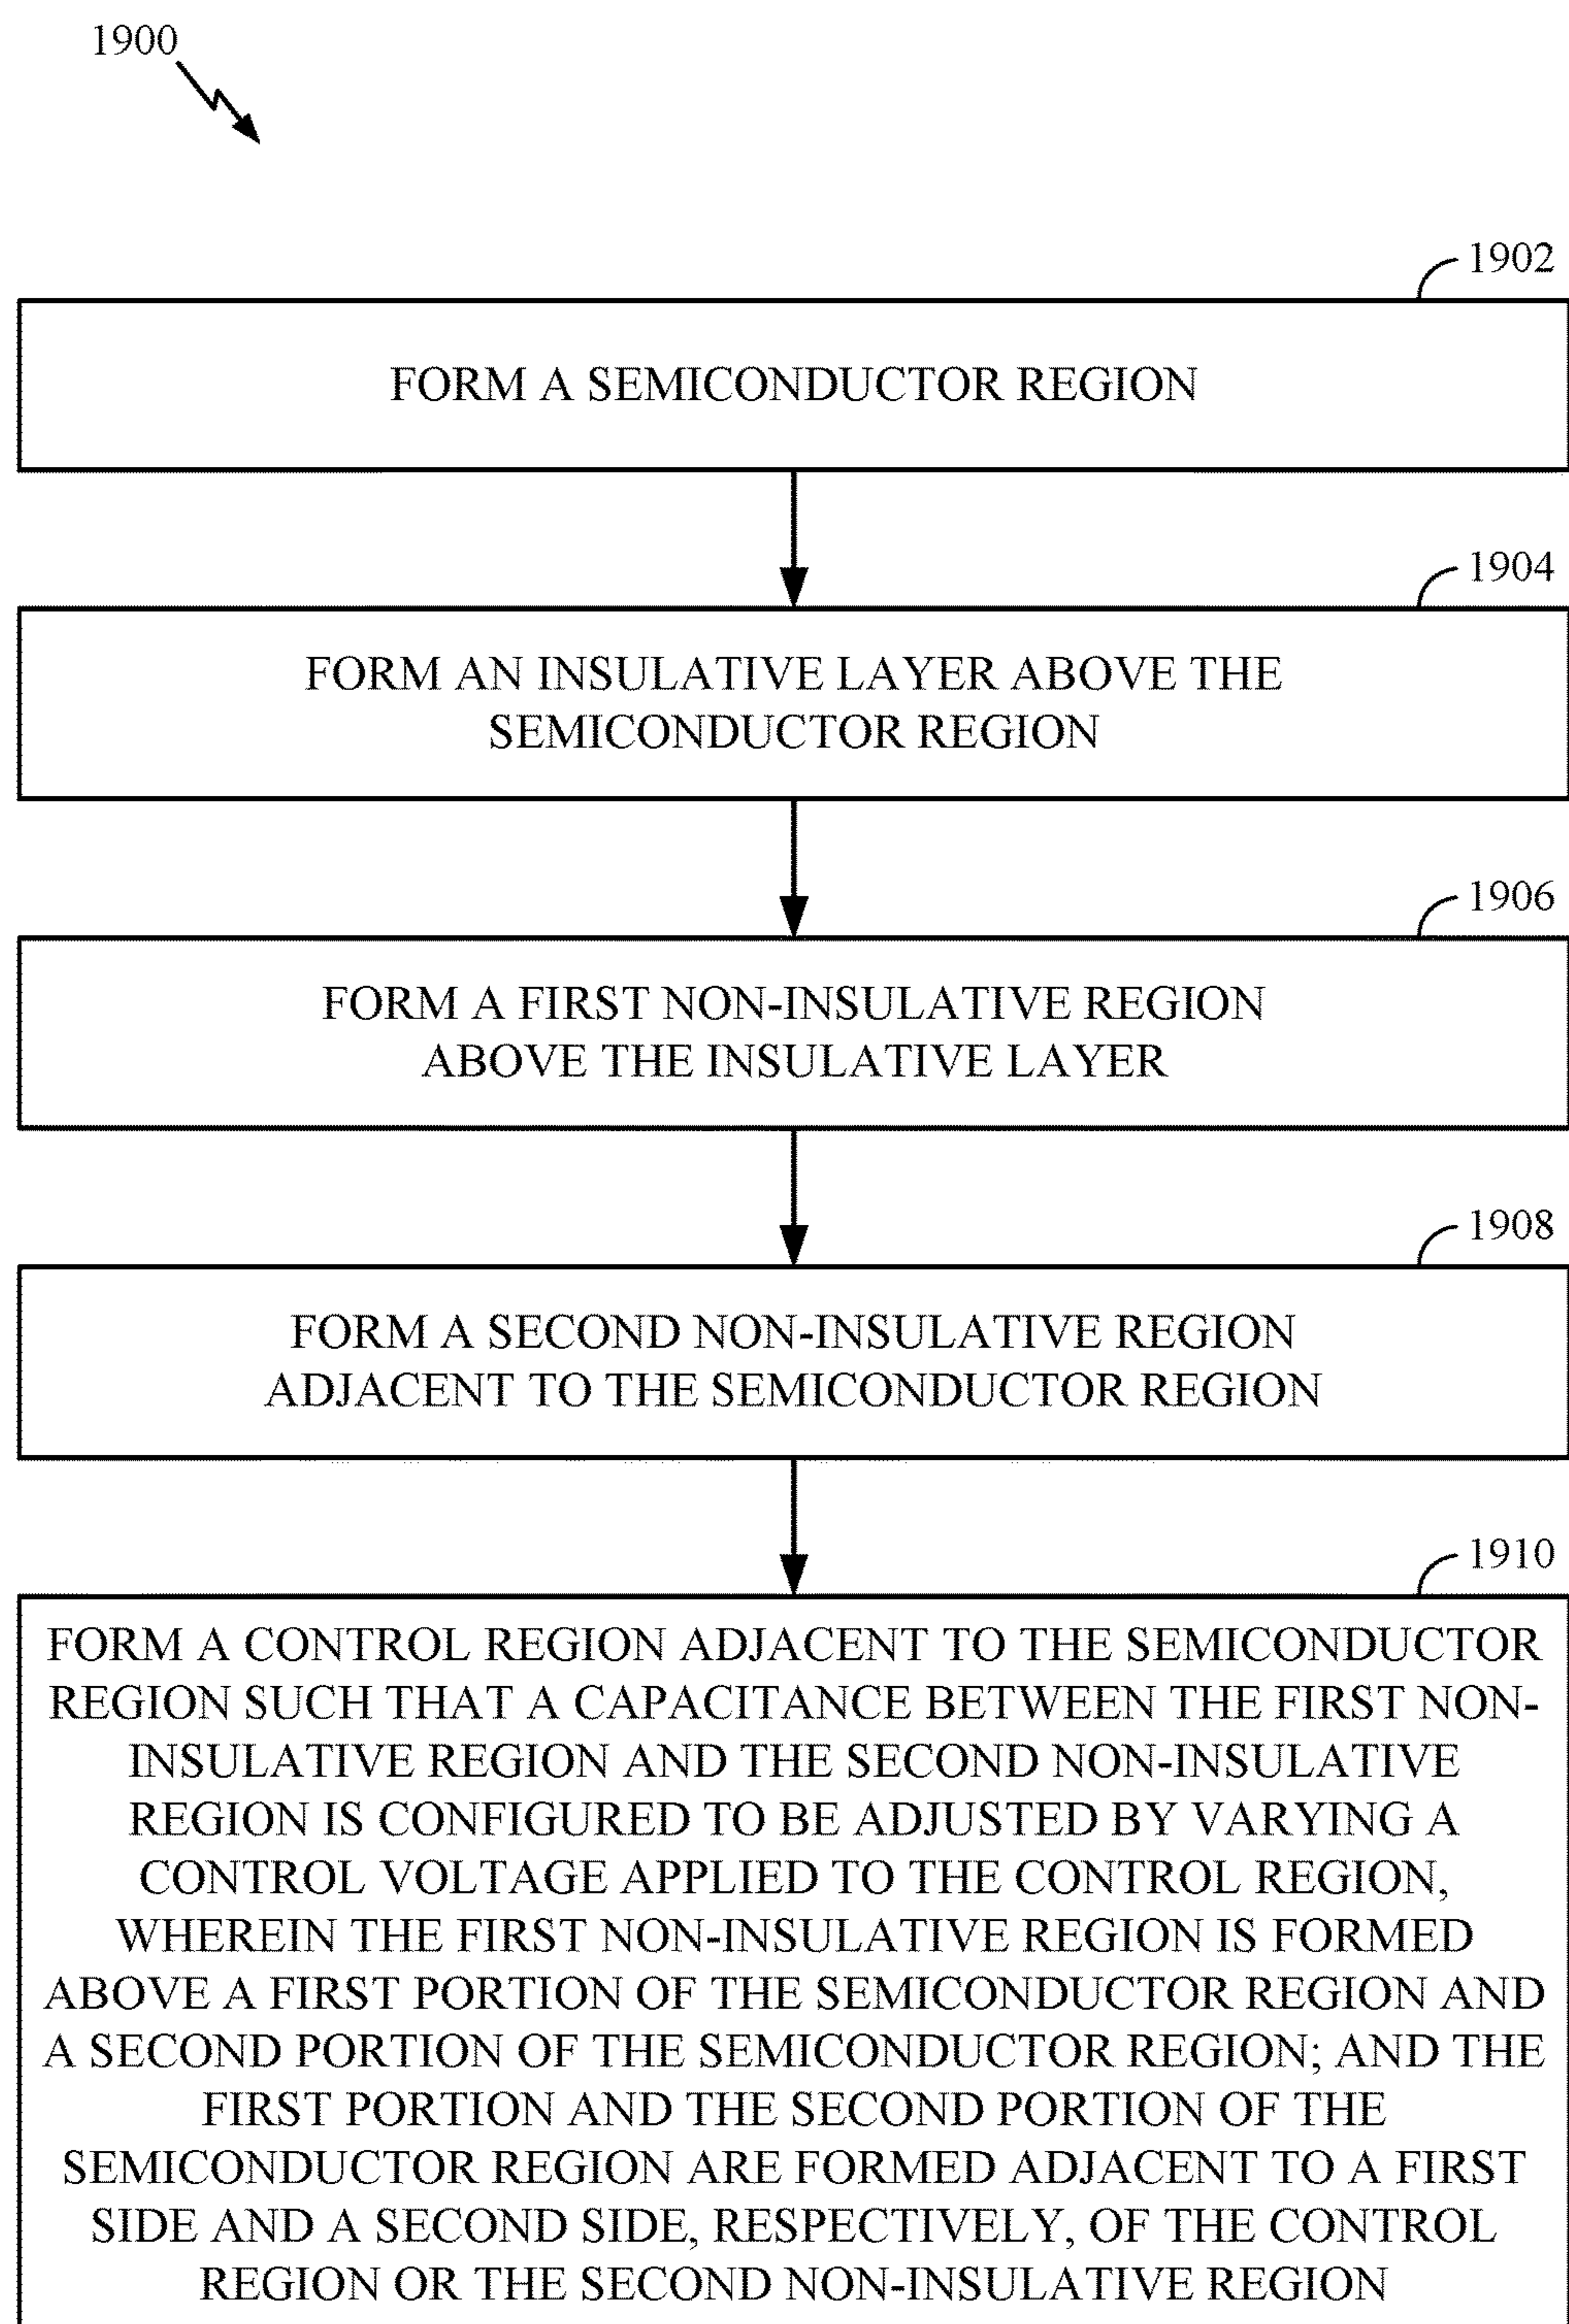 1900
1902
FORM A SEMICONDUCTOR REGION
1904
FORM AN INSULATIVE LAYER ABOVE THE
SEMICONDUCTOR REGION
1906
FORM A FIRST NON-INSULATIVE REGION
ABOVE THE INSULATIVE LAYER
1908
FORM A SECOND NON-INSULATIVE REGION
ADJACENT TO THE SEMICONDUCTOR REGION
1910
FORM A CONTROL REGION ADJACENT TO THE SEMICONDUCTOR
REGION SUCH THAT A CAPACITANCE BETWEEN THE FIRST NON-
INSULATIVE REGION AND THE SECOND NON-INSULATIVE
REGION IS CONFIGURED TO BE ADJUSTED BY VARYING A
CONTROL VOLTAGE APPLIED TO THE CONTROL REGION,
WHEREIN THE FIRST NON-INSULATIVE REGION IS FORMED
ABOVE A FIRST PORTION OF THE SEMICONDUCTOR REGION AND
A SECOND PORTION OF THE SEMICONDUCTOR REGION; AND THE
FIRST PORTION AND THE SECOND PORTION OF THE
SEMICONDUCTOR REGION ARE FORMED ADJACENT TO A FIRST
SIDE AND A SECOND SIDE, RESPECTIVELY, OF THE CONTROL
REGION OR THE SECOND NON-INSULATIVE REGION